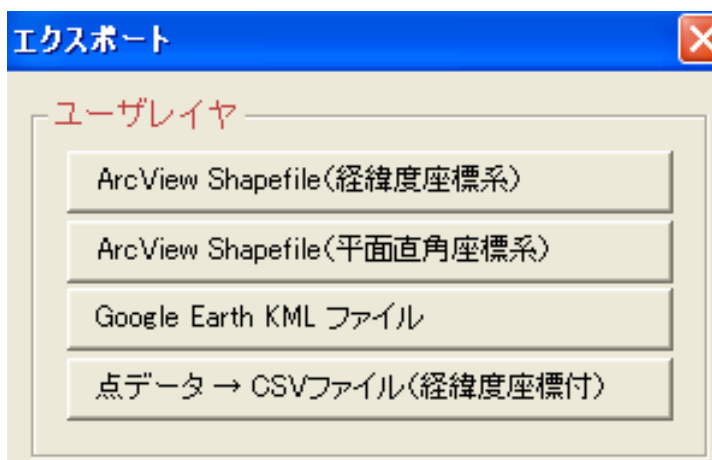 エクスポート
ユーザレイヤ
ArcView Shapefile(経緯度座標系)
ArcView Shapefile(平面直角座標系)
Google Earth KML ファイル
点データ → CSVファイル(経緯度座標付)